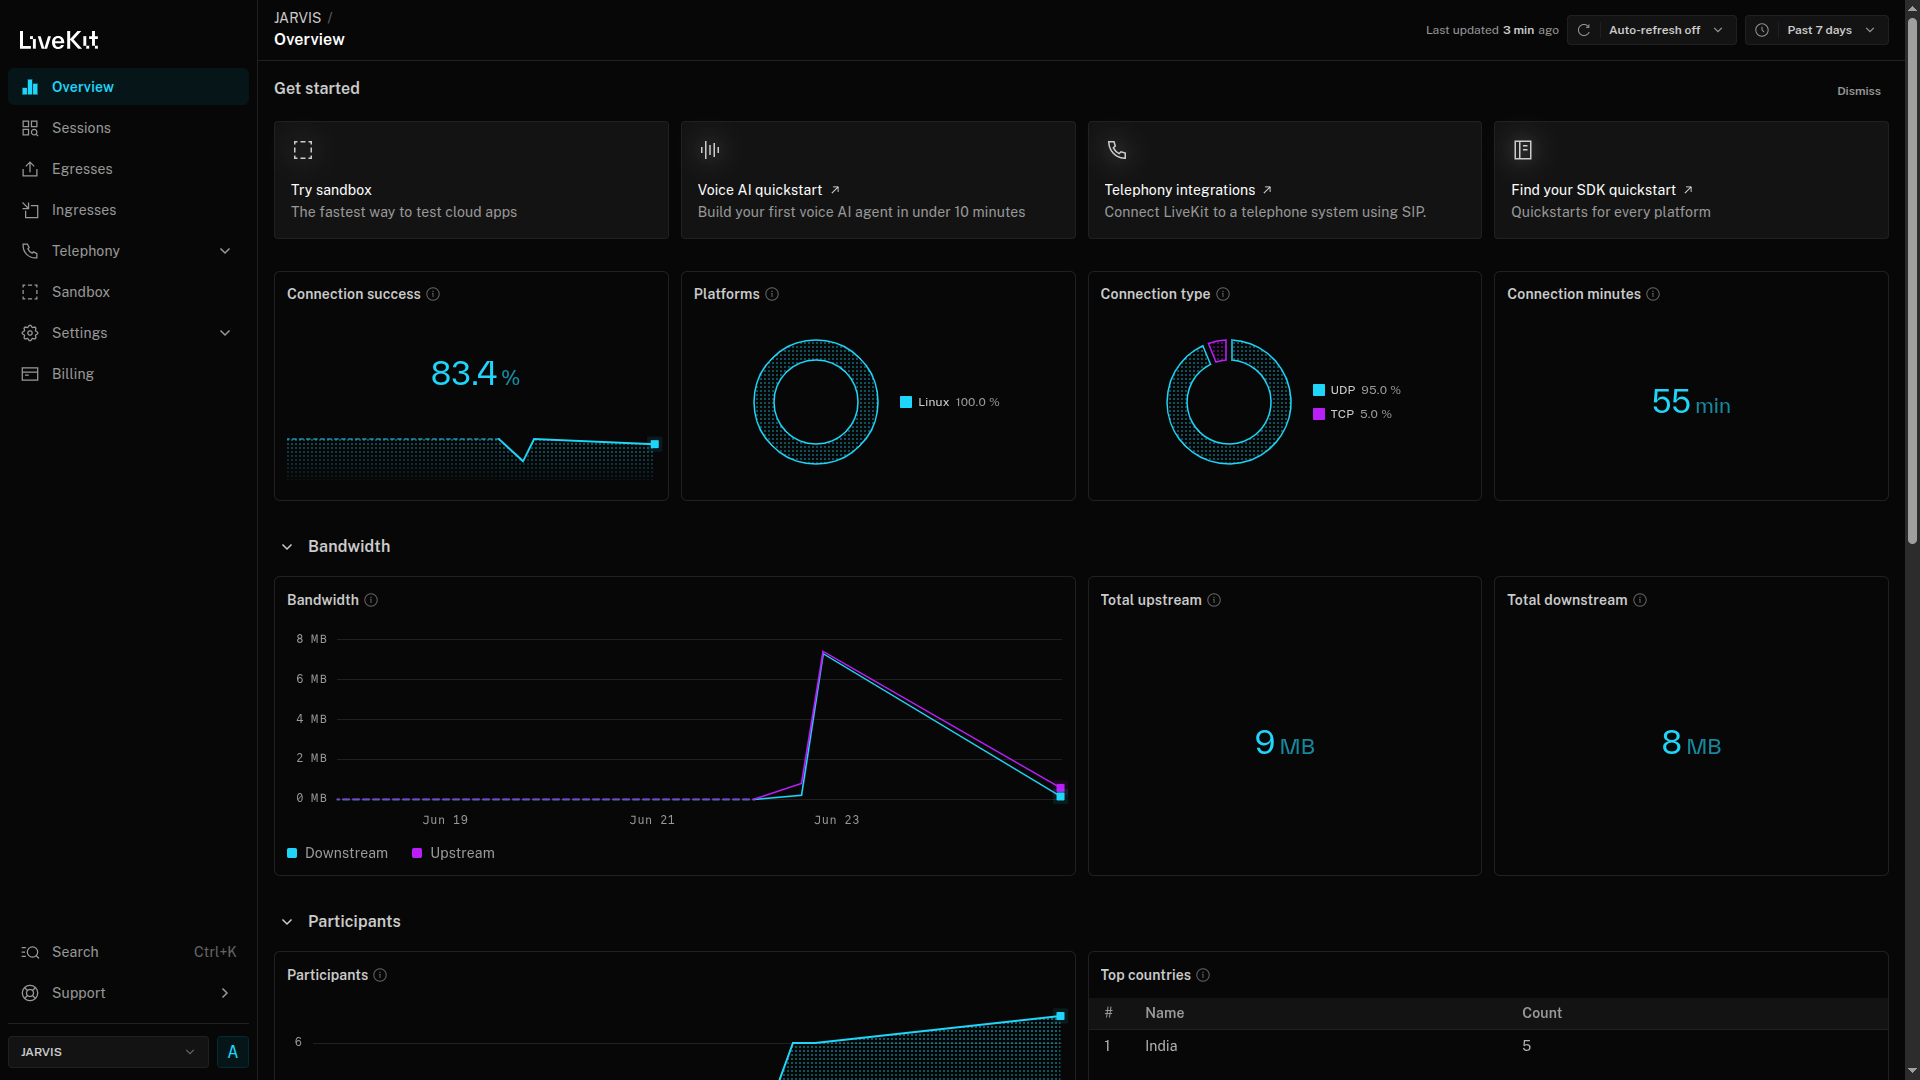 LiveKit
Overview
Sessions
Egresses
Ingresses
Telephony
Sandbox
Settings
Billing
Search Ctrl+K
Support
JARVIS A
JARVIS /
Overview
Last updated 3 min ago Auto-refresh off Past 7 days
Get started
Dismiss
Try sandbox
The fastest way to test cloud apps
Voice AI quickstart
Build your first voice AI agent in under 10 minutes
Telephony integrations
Connect LiveKit to a telephone system using SIP.
Find your SDK quickstart
Quickstarts for every platform
Connection success
83.4 %
Platforms
Linux 100.0 %
Connection type
UDP 95.0 %
TCP 5.0 %
Connection minutes
55 min
Bandwidth
Bandwidth
8 MB
6 MB
4 MB
2 MB
0 MB
Jun 19 Jun 21 Jun 23
Downstream Upstream
Total upstream
9 MB
Total downstream
8 MB
Participants
Participants
6
Top countries
# Name Count
1 India 5